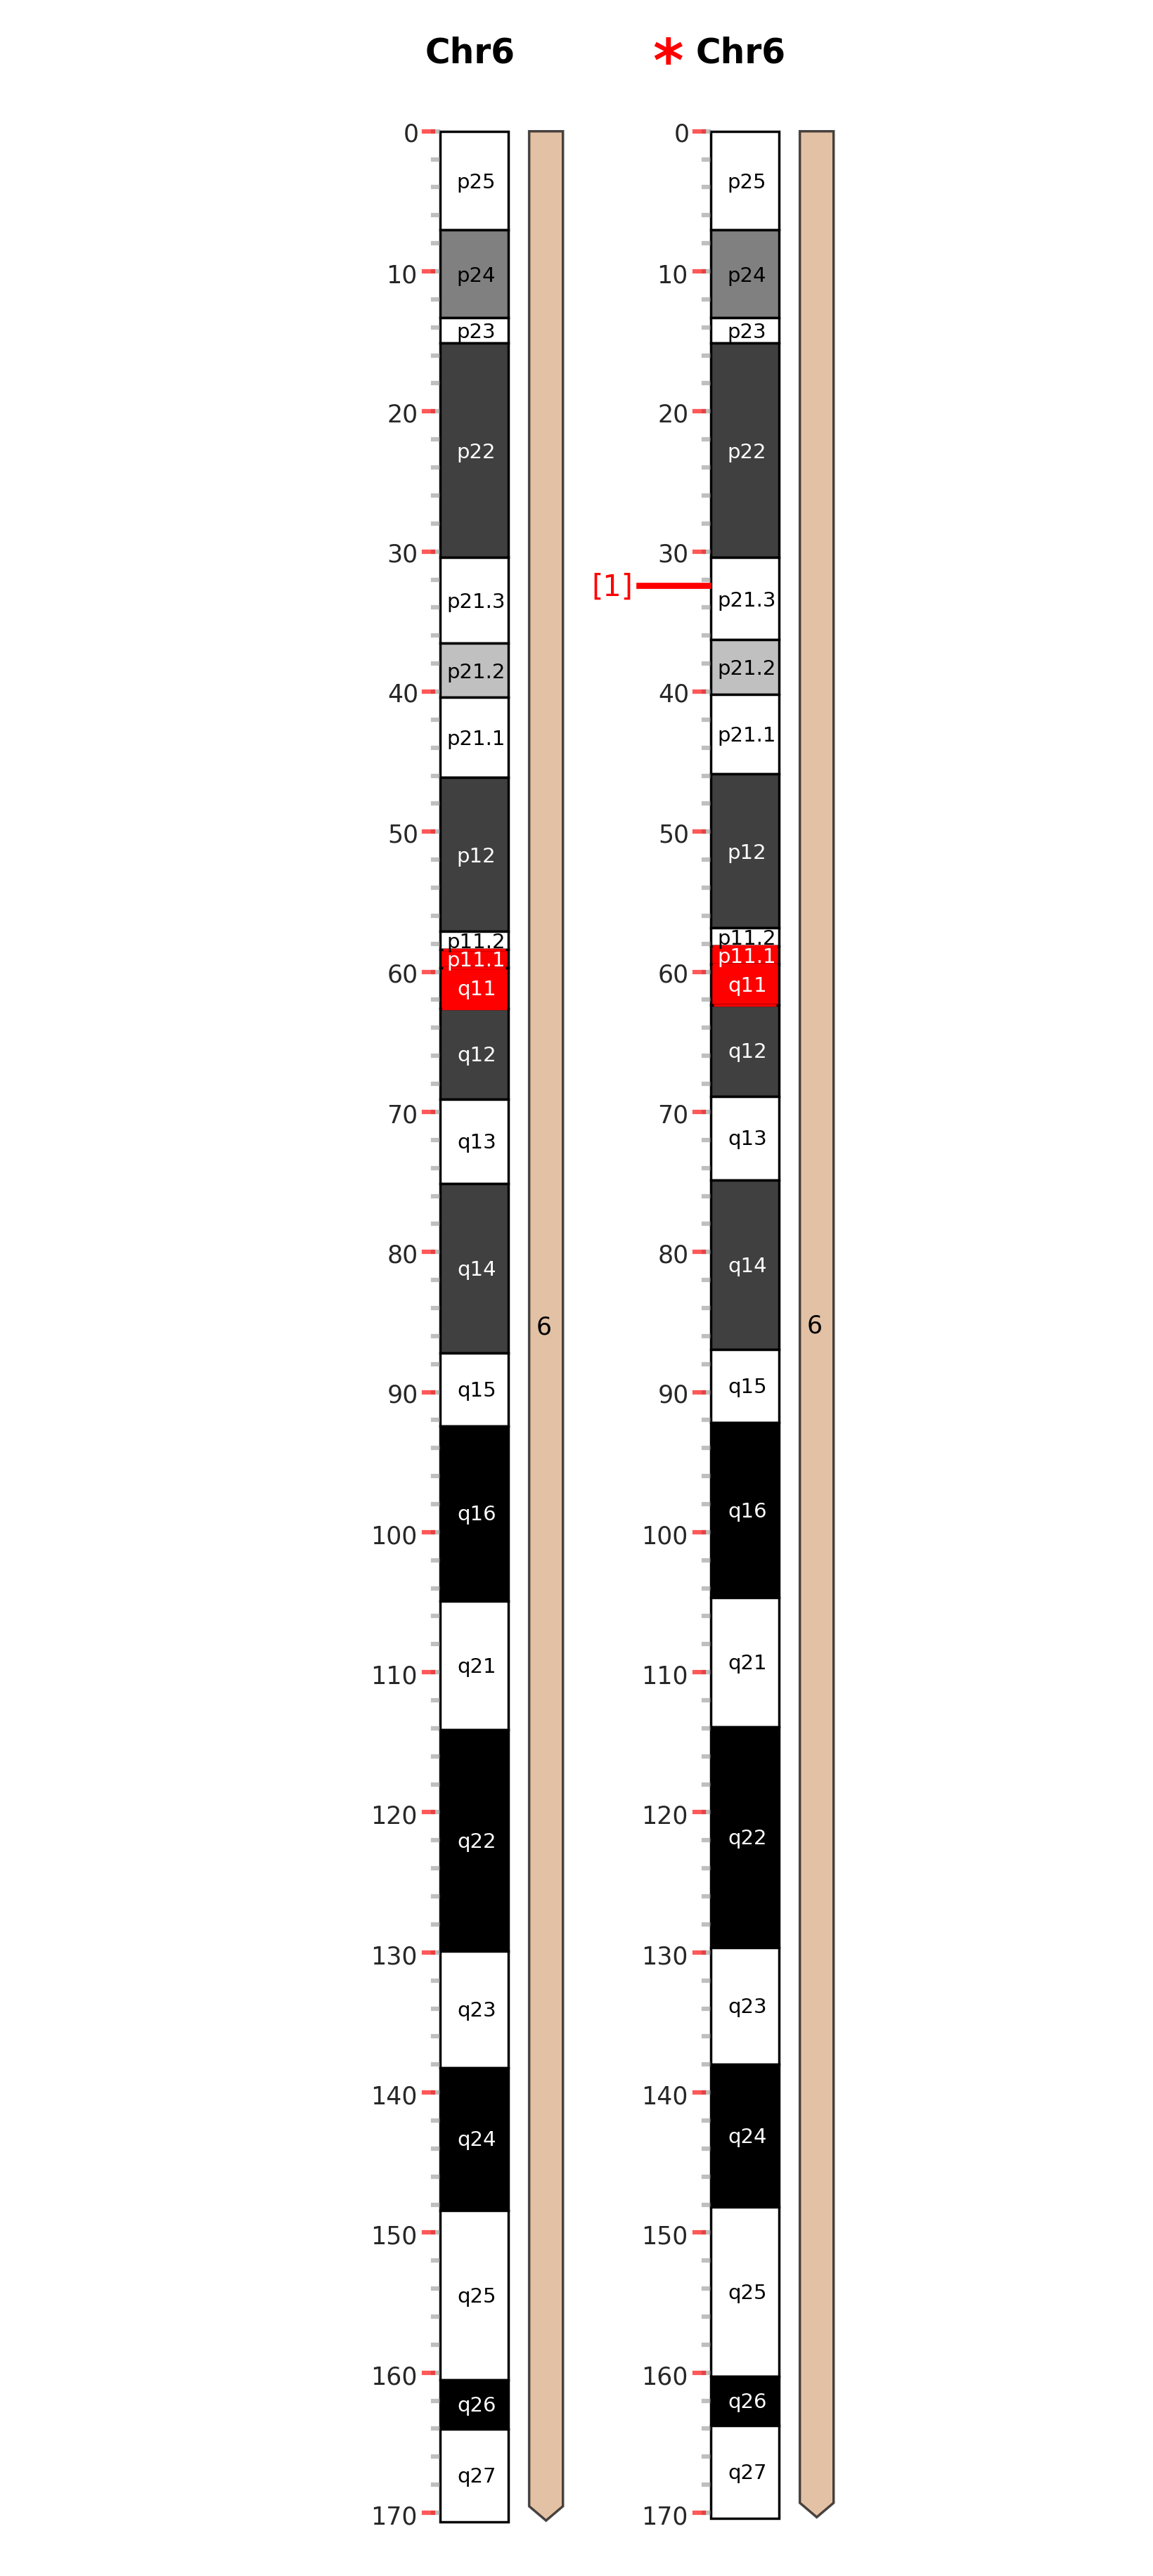 Chr6
* Chr6
0
p25
p24
10
p23
p22
20
30
p21.3
p21.2
40
p21.1
p12
50
p11.2
p11.1
60
q11
q12
70
q13
q14
80
6
q15
90
q16
100
q21
110
q22
120
130
q23
140
q24
150
q25
160
q26
q27
170
0
p25
p24
10
p23
p22
20
30
[1]
p21.3
p21.2
40
p21.1
p12
50
p11.2
p11.1
60
q11
q12
70
q13
q14
80
6
q15
90
q16
100
q21
110
q22
120
130
q23
140
q24
150
q25
160
q26
q27
170